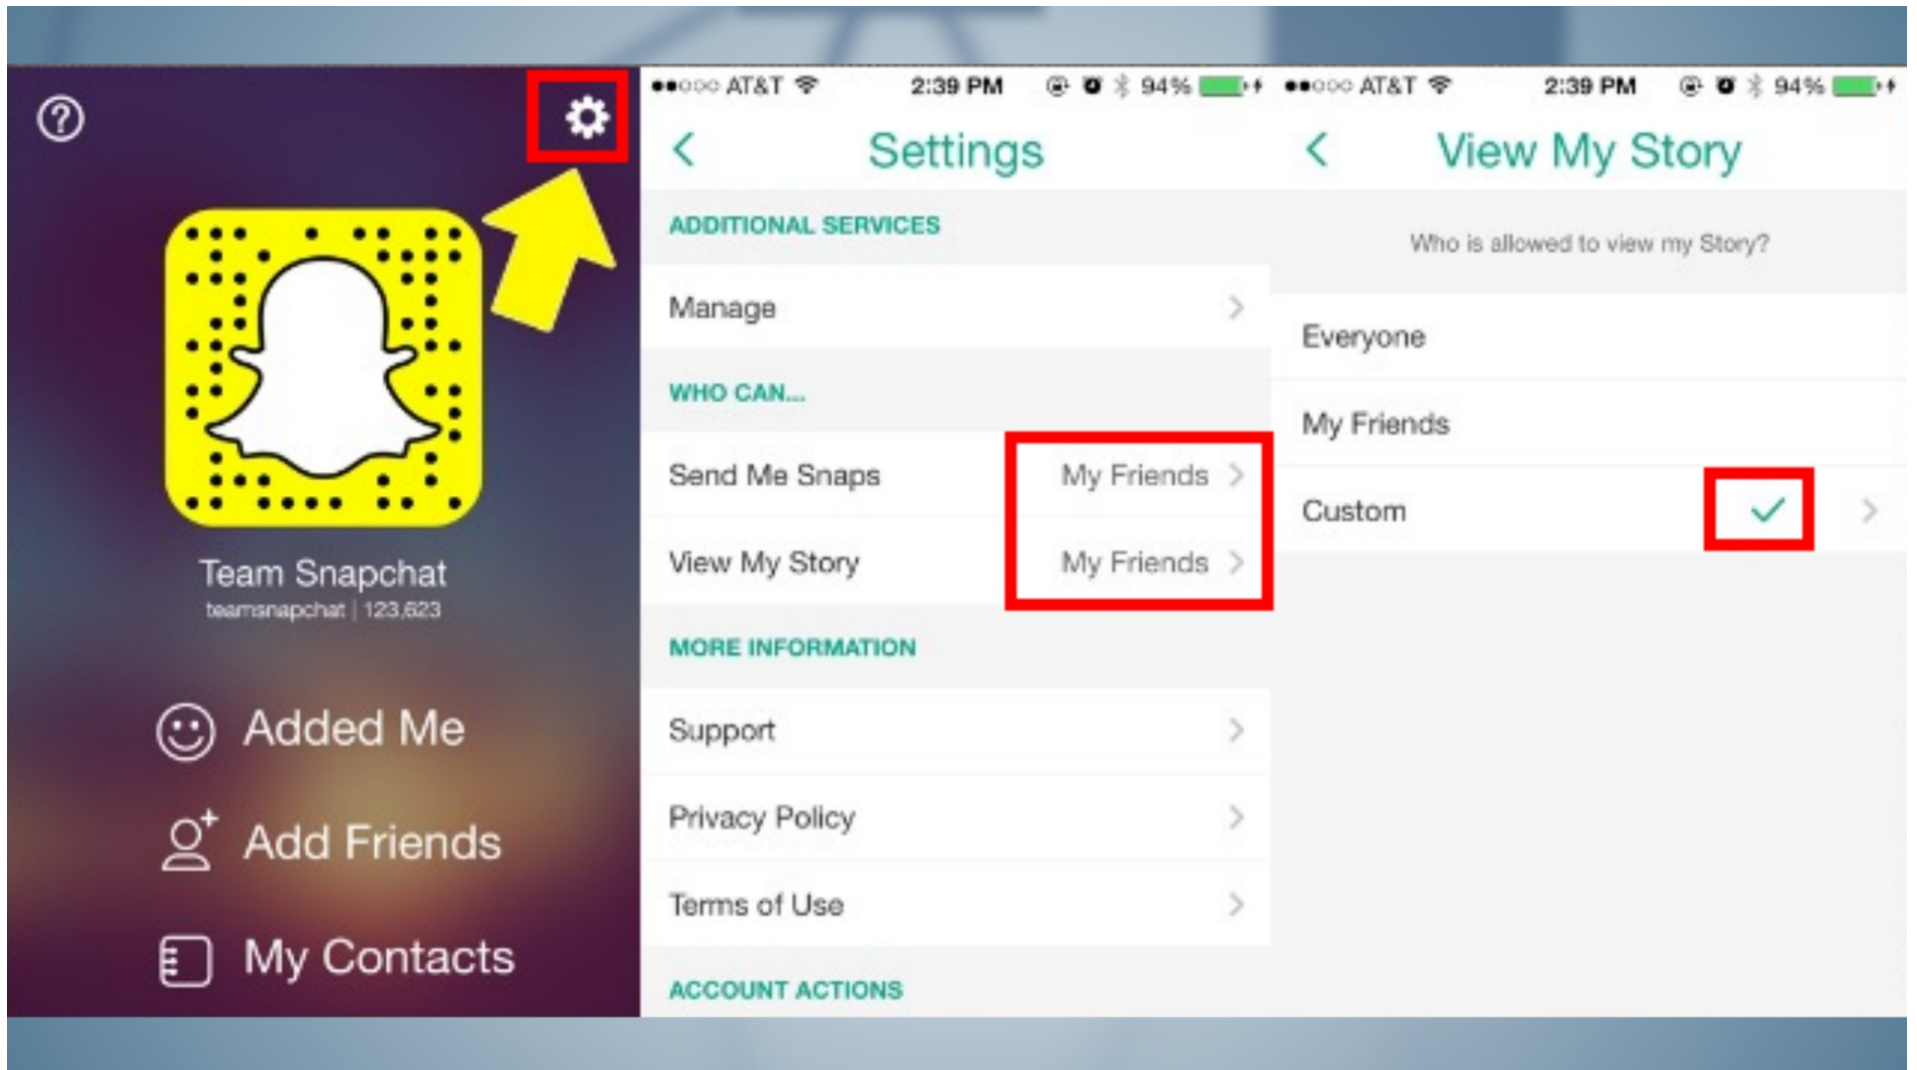 ?
Team Snapchat
teamsnapchat | 123,623
Added Me
Add Friends
My Contacts
AT&T 2:39 PM 94%
Settings
ADDITIONAL SERVICES
Manage
WHO CAN...
Send Me Snaps My Friends
View My Story My Friends
MORE INFORMATION
Support
Privacy Policy
Terms of Use
ACCOUNT ACTIONS
AT&T 2:39 PM 94%
View My Story
Who is allowed to view my Story?
Everyone
My Friends
Custom